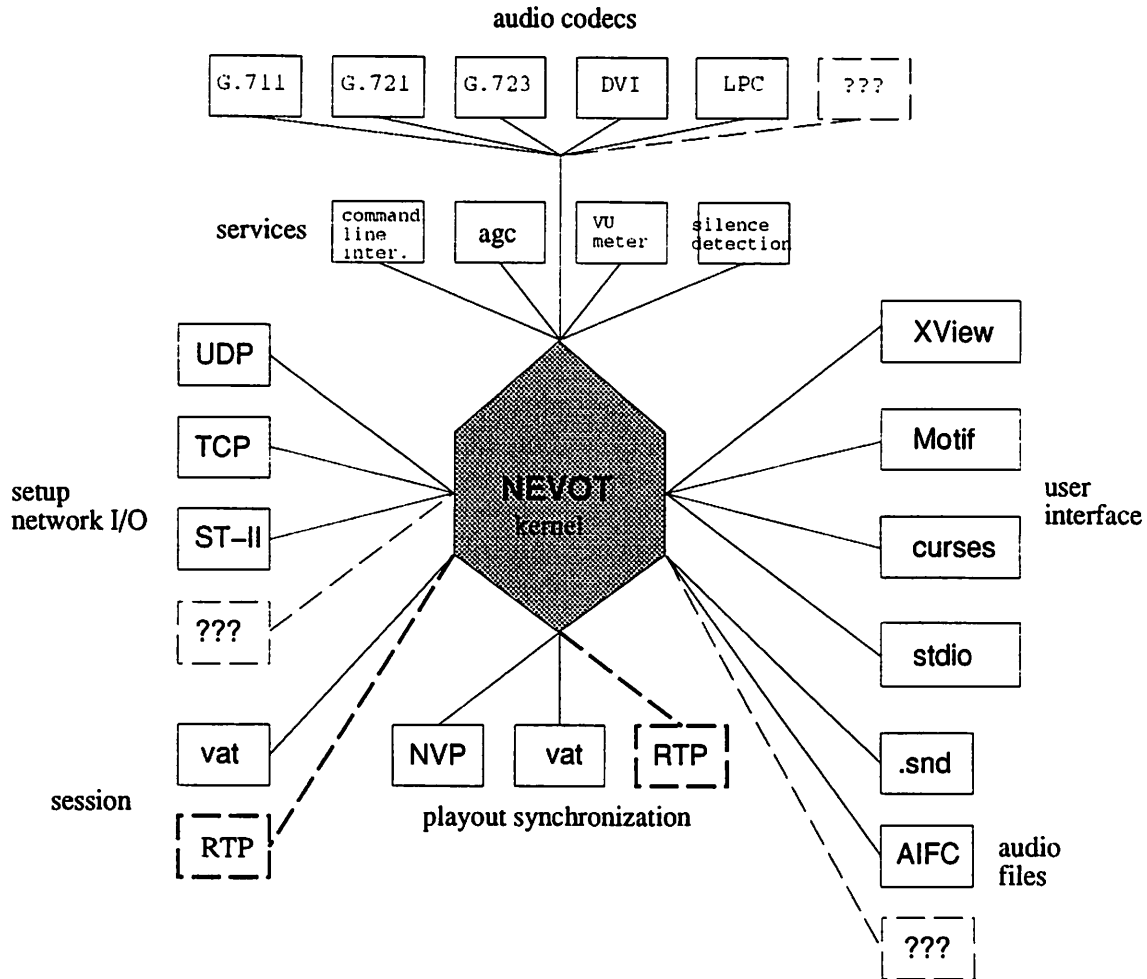 audio codecs
G.711
G.721
G.723
DVI
LPC
???
services
command
line
inter.
agc
VU
meter
silence
detection
UDP
TCP
ST-II
???
setup
network I/O
NEVOT
kernel
XView
Motif
curses
stdio
user
interface
vat
RTP
session
NVP
vat
RTP
playout synchronization
.snd
AIFC
???
audio
files